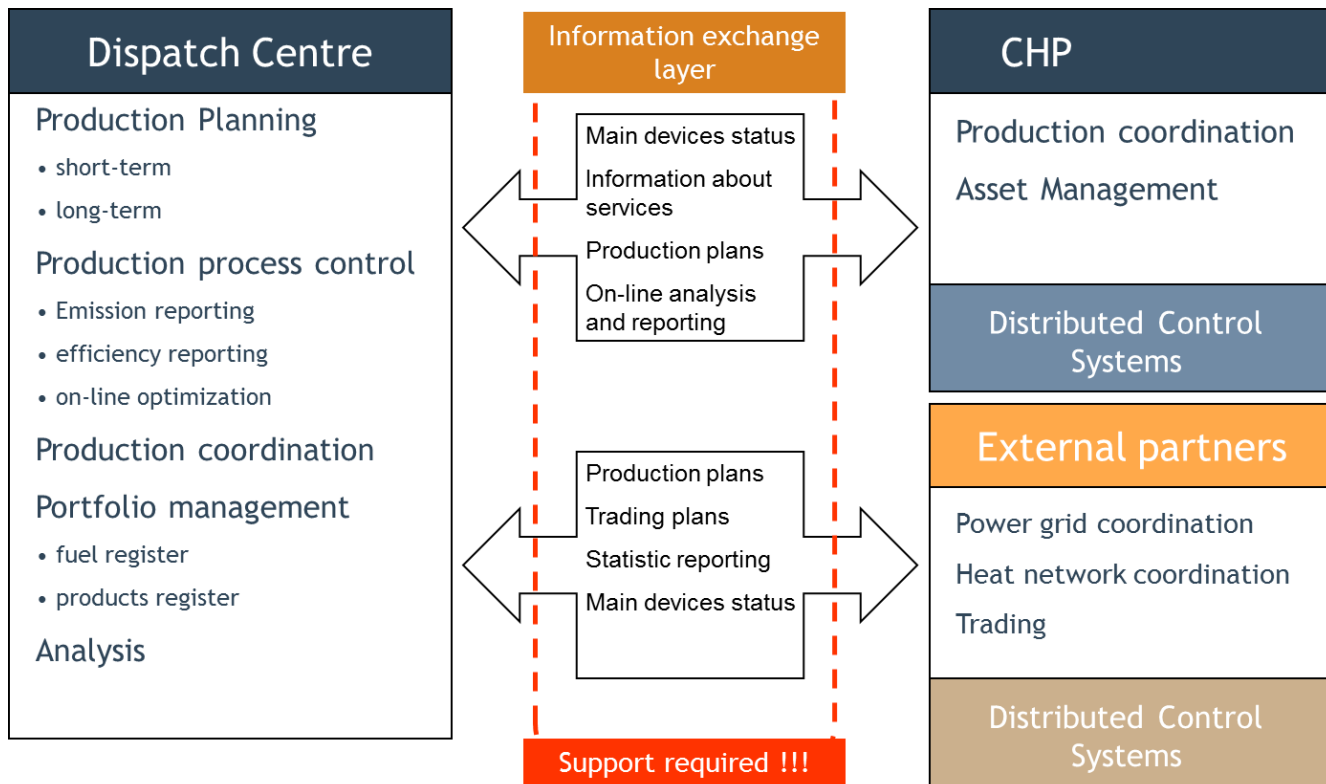 Dispatch Centre
Production Planning
• short-term
• long-term
Production process control
• Emission reporting
• efficiency reporting
• on-line optimization
Production coordination
Portfolio management
• fuel register
• products register
Analysis
Information exchange
layer
Main devices status
Information about
services
Production plans
On-line analysis
and reporting
Production plans
Trading plans
Statistic reporting
Main devices status
Support required !!!
CHP
Production coordination
Asset Management
Distributed Control
Systems
External partners
Power grid coordination
Heat network coordination
Trading
Distributed Control
Systems